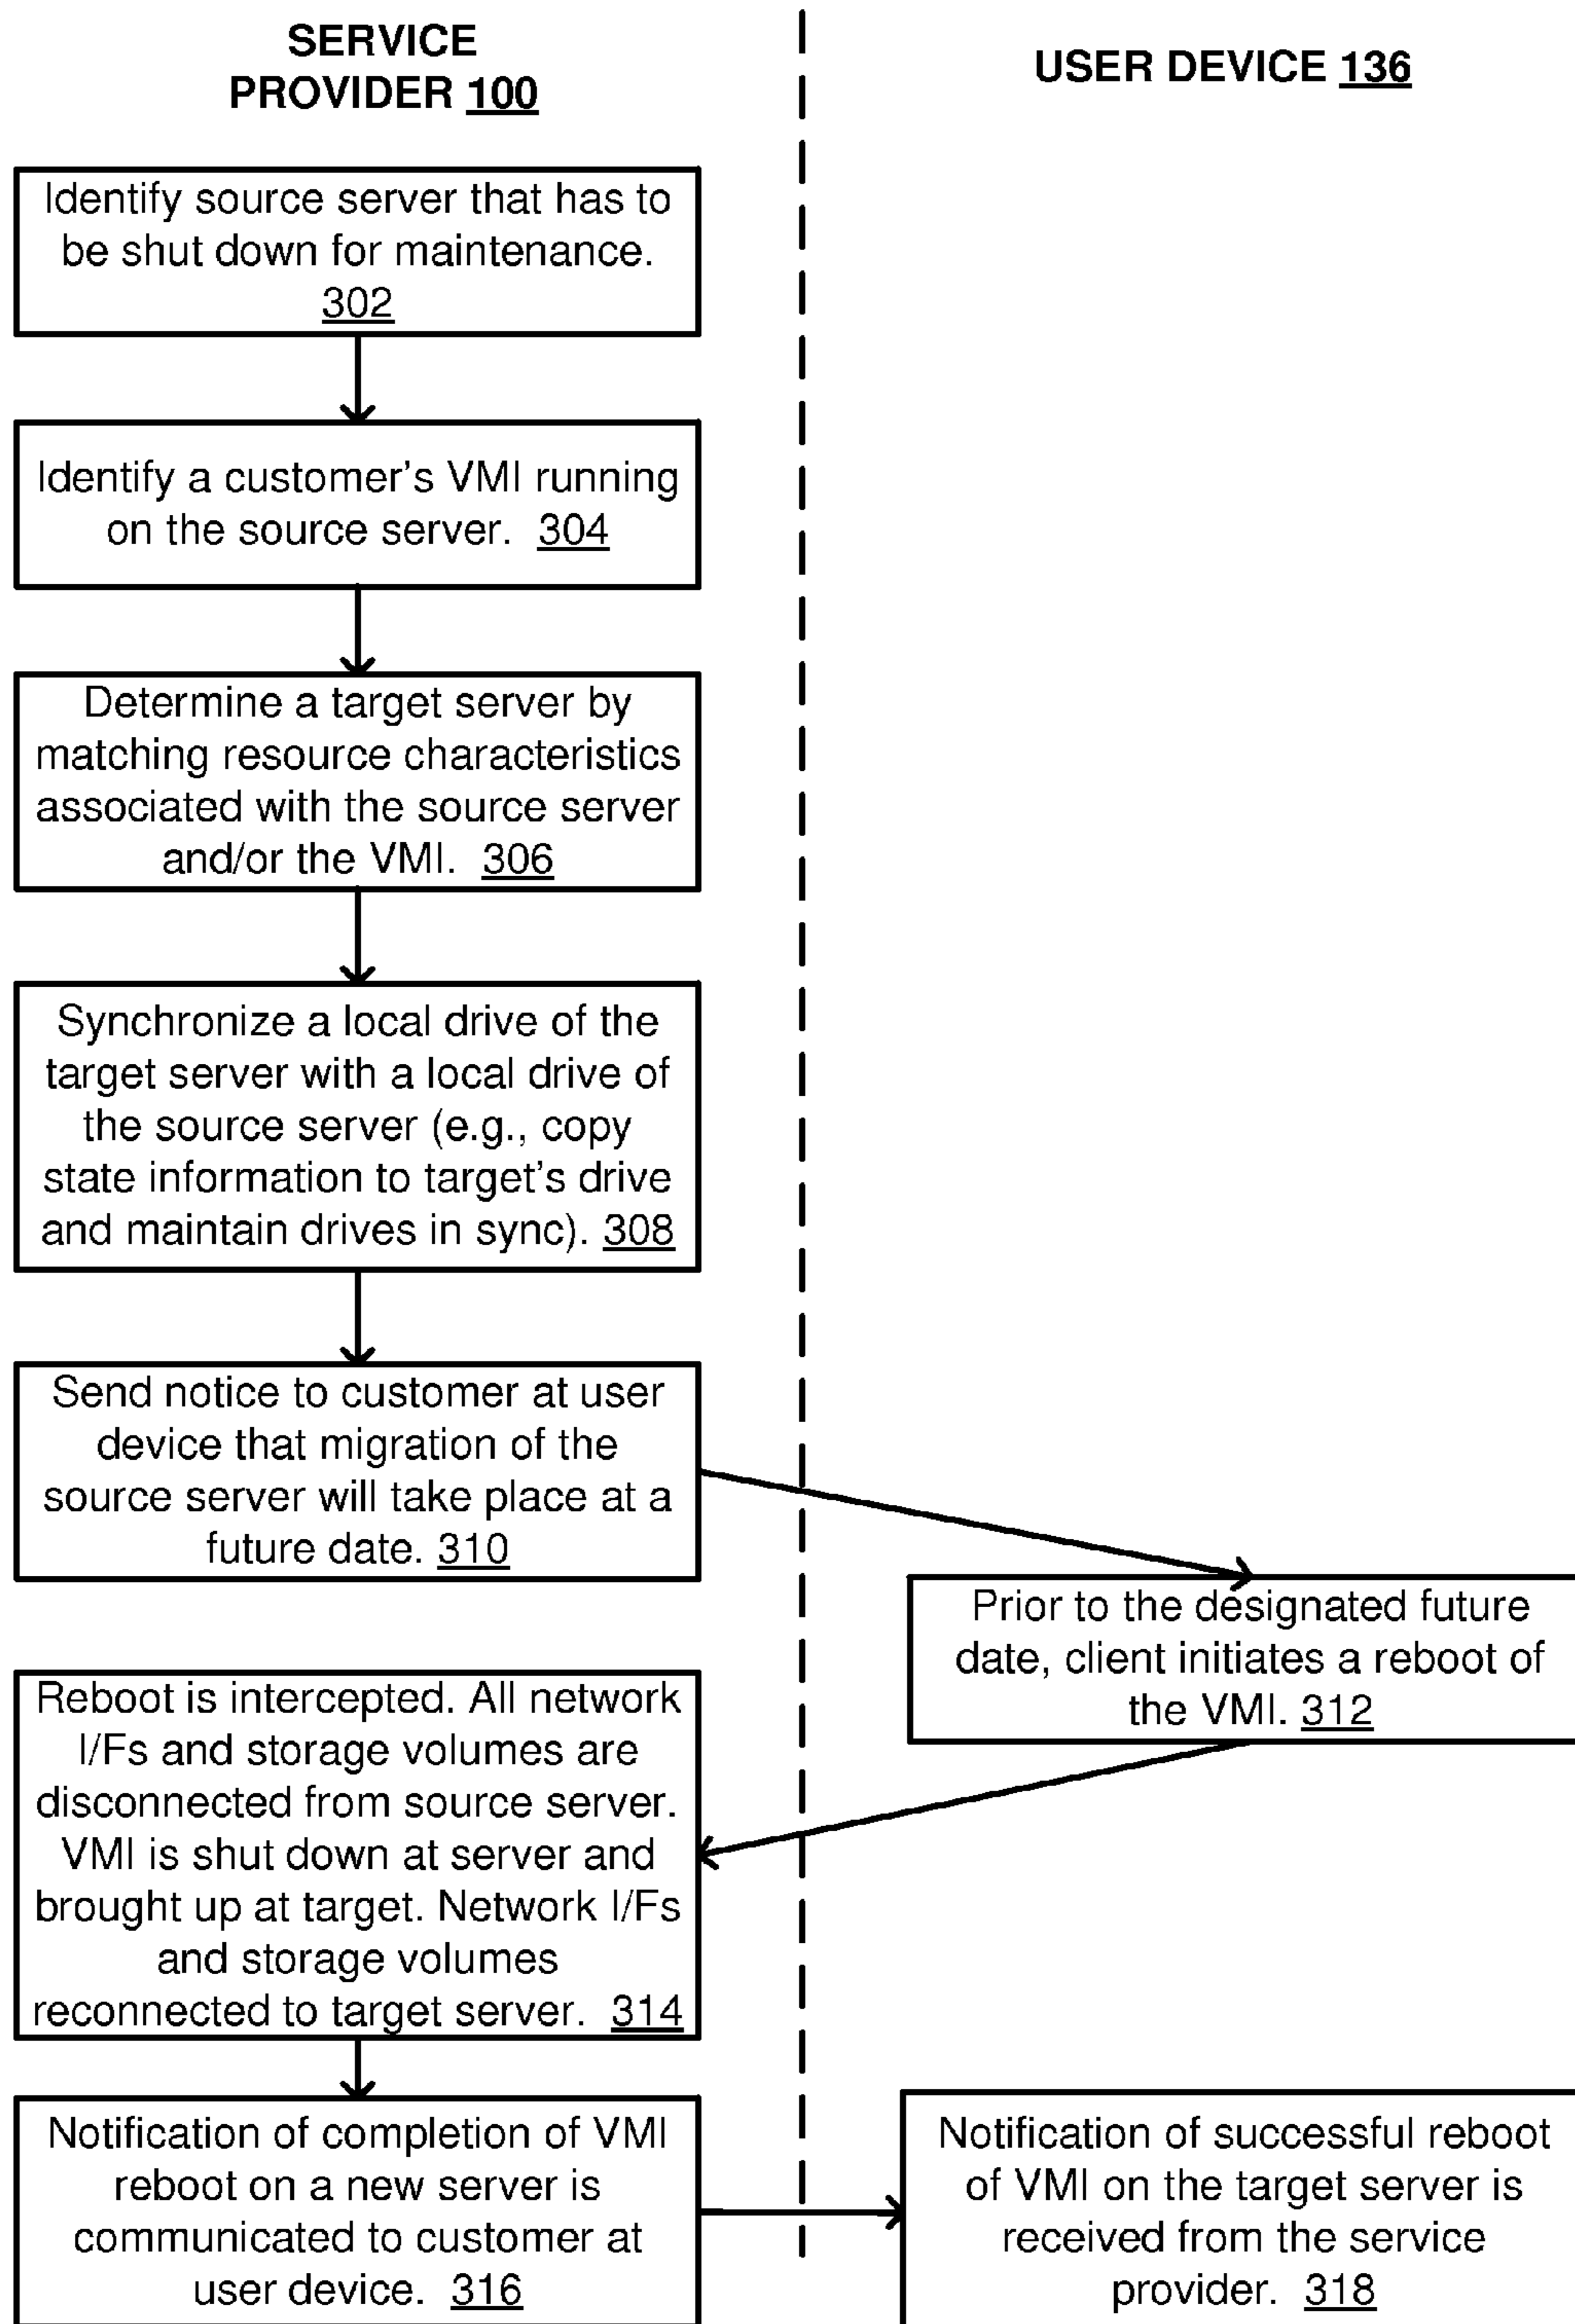 SERVICE
PROVIDER 100
USER DEVICE 136
Identify source server that has to
be shut down for maintenance.
302
Identify a customer's VMI running
on the source server. 304
Determine a target server by
matching resource characteristics
associated with the source server
and/or the VMI. 306
Synchronize a local drive of the
target server with a local drive of
the source server (e.g., copy
state information to target's drive
and maintain drives in sync). 308
Send notice to customer at user
device that migration of the
source server will take place at a
future date. 310
Prior to the designated future
date, client initiates a reboot of
the VMI. 312
Reboot is intercepted. All network
I/Fs and storage volumes are
disconnected from source server.
VMI is shut down at server and
brought up at target. Network I/Fs
and storage volumes
reconnected to target server. 314
Notification of completion of VMI
reboot on a new server is
communicated to customer at
user device. 316
Notification of successful reboot
of VMI on the target server is
received from the service
provider. 318